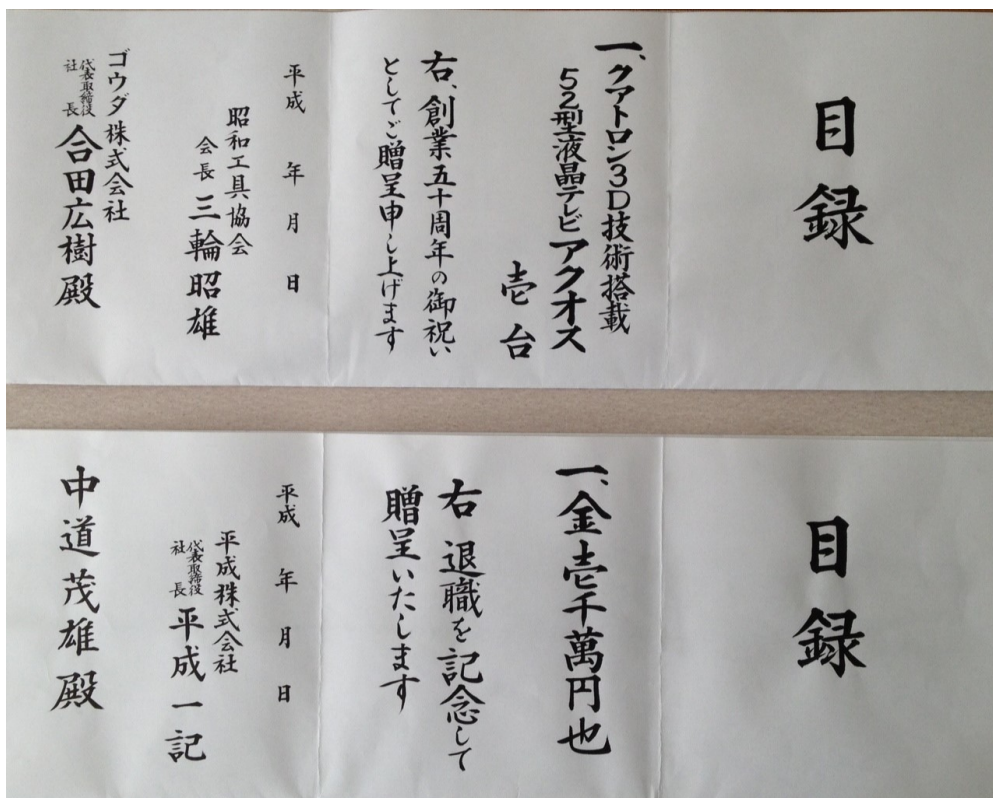 目録
一、クアトロン3D技術搭載
52型液晶テレビアクオス
壱台
右、創業五十周年の御祝い
としてご贈呈申し上げます
平成 年 月 日
昭和工具協会
会長 三輪昭雄
ゴウダ株式会社
代表取締役
社長 合田広樹殿
目録
一、金壱千萬円也
右 退職を記念して
贈呈いたします
平成 年 月 日
平成株式会社
代表取締役
社長 平成一記
中道茂雄殿